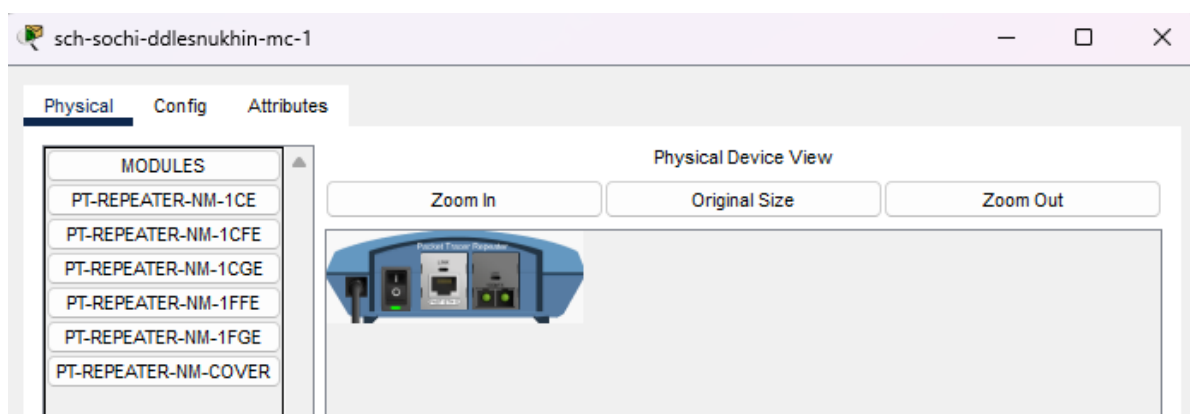 sch-sochi-ddlesnukhin-mc-1
Physical Config Attributes
MODULES
PT-REPEATER-NM-1CE
PT-REPEATER-NM-1CFE
PT-REPEATER-NM-1CGE
PT-REPEATER-NM-1FFE
PT-REPEATER-NM-1FGE
PT-REPEATER-NM-COVER
Physical Device View
Zoom In Original Size Zoom Out
Packet Tracer Repeater
LINK